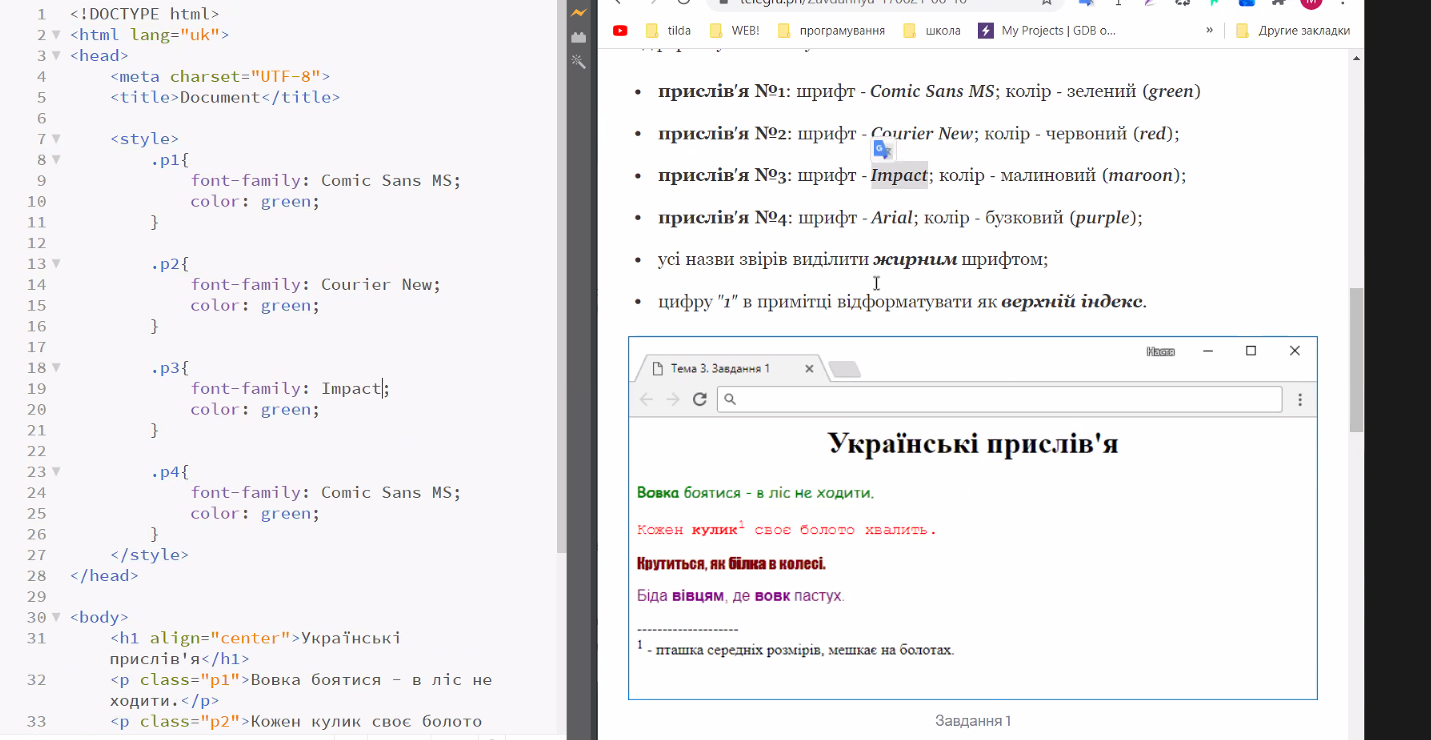 1 <!DOCTYPE html>
2 <html lang="uk">
3 <head>
4 <meta charset="UTF-8">
5 <title>Document</title>
6
7 <style>
8 .p1{
9 font-family: Comic Sans MS;
10 color: green;
11 }
12
13 .p2{
14 font-family: Courier New;
15 color: green;
16 }
17
18 .p3{
19 font-family: Impact;
20 color: green;
21 }
22
23 .p4{
24 font-family: Comic Sans MS;
25 color: green;
26 }
27 </style>
28 </head>
29
30 <body>
31 <h1 align="center">Українські
прислів'я</h1>
32 <p class="p1">Вовка боятися - в ліс не
ходити.</p>
33 <p class="p2">Кожен кулик своє болото
tilda WEB! програмування школа My Projects | GDB o... » Другие закладки
прислів'я №1: шрифт - Comic Sans MS; колір - зелений (green)
прислів'я №2: шрифт - Courier New; колір - червоний (red);
прислів'я №3: шрифт - Impact; колір - малиновий (maroon);
прислів'я №4: шрифт - Arial; колір - бузковий (purple);
усі назви звірів виділити жирним шрифтом;
цифру "1" в примітці відформатувати як верхній індекс.
Настя
Тема 3. Завдання 1
Українські прислів'я
Вовка боятися - в ліс не ходити.
Кожен кулик1 своє болото хвалить.
Крутиться, як білка в колесі.
Біда вівцям, де вовк пастух.
--------------------
1 - пташка середніх розмірів, мешкає на болотах.
Завдання 1